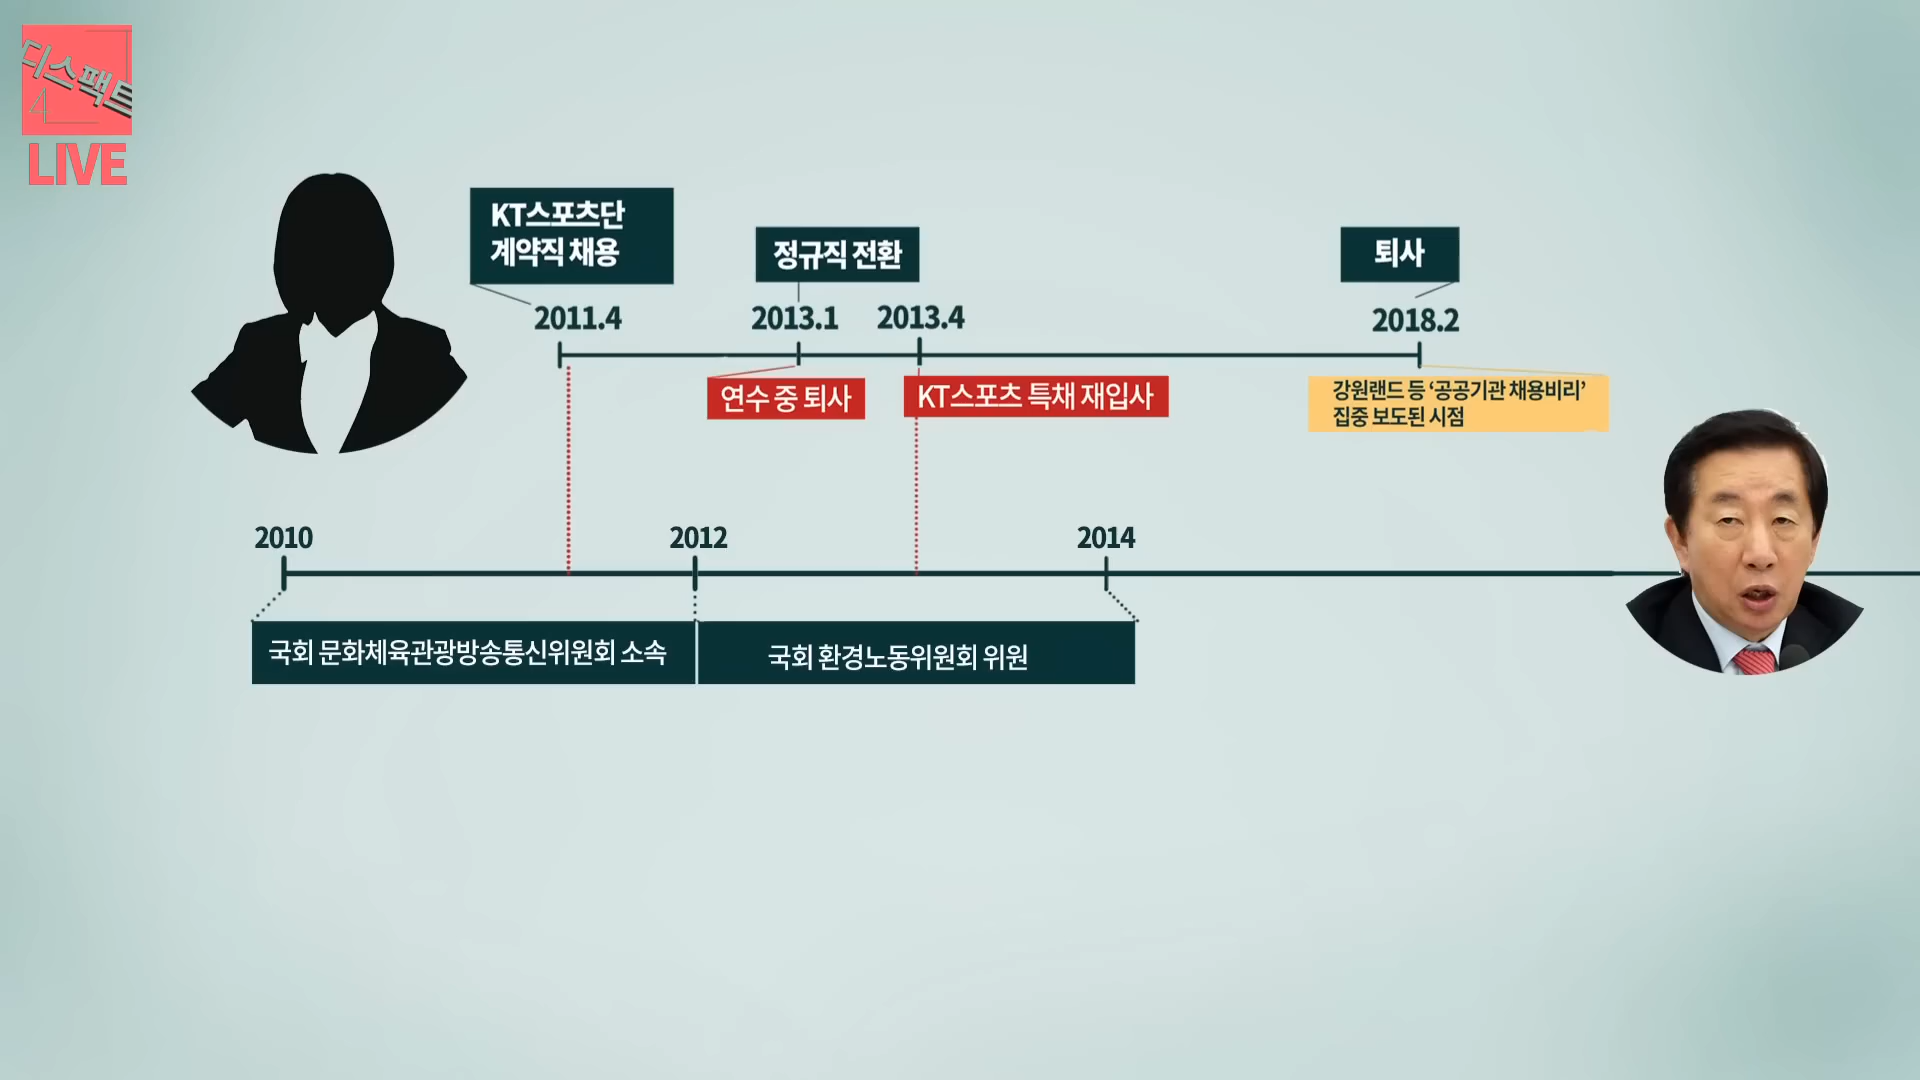 디스팩트
4
LIVE
KT스포츠단
계약직 채용
정규직 전환
퇴사
2011.4
2013.1
2013.4
2018.2
연수 중 퇴사
KT스포츠 특채 재입사
강원랜드 등 ‘공공기관 채용비리’
집중 보도된 시점
2010
2012
2014
국회 문화체육관광방송통신위원회 소속
국회 환경노동위원회 위원